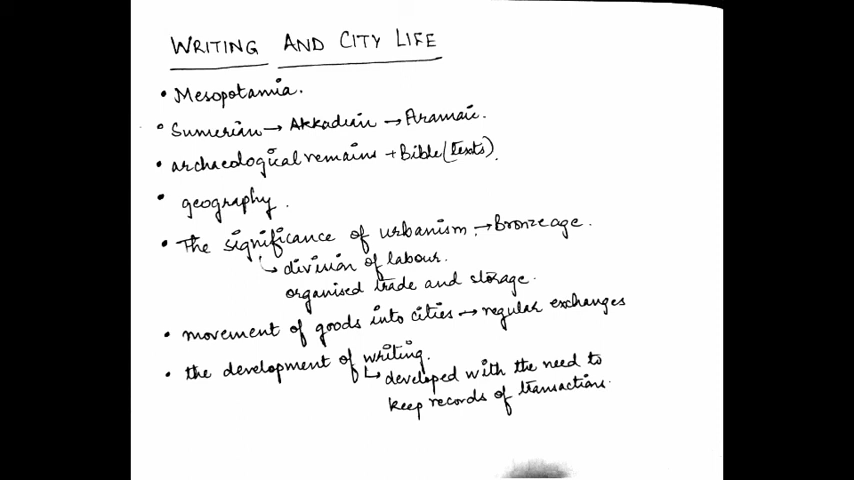 WRITING AND CITY LIFE
• Mesopotamia.
• Sumerian → Akkadian → Aramaic.
• archaeological remains + Bible (Texts).
• geography.
• The significance of urbanism. → Bronze age.
↳ division of labour.
organised trade and storage.
• movement of goods into cities → regular exchanges
• the development of writing.
↳ developed with the need to
keep records of transactions.